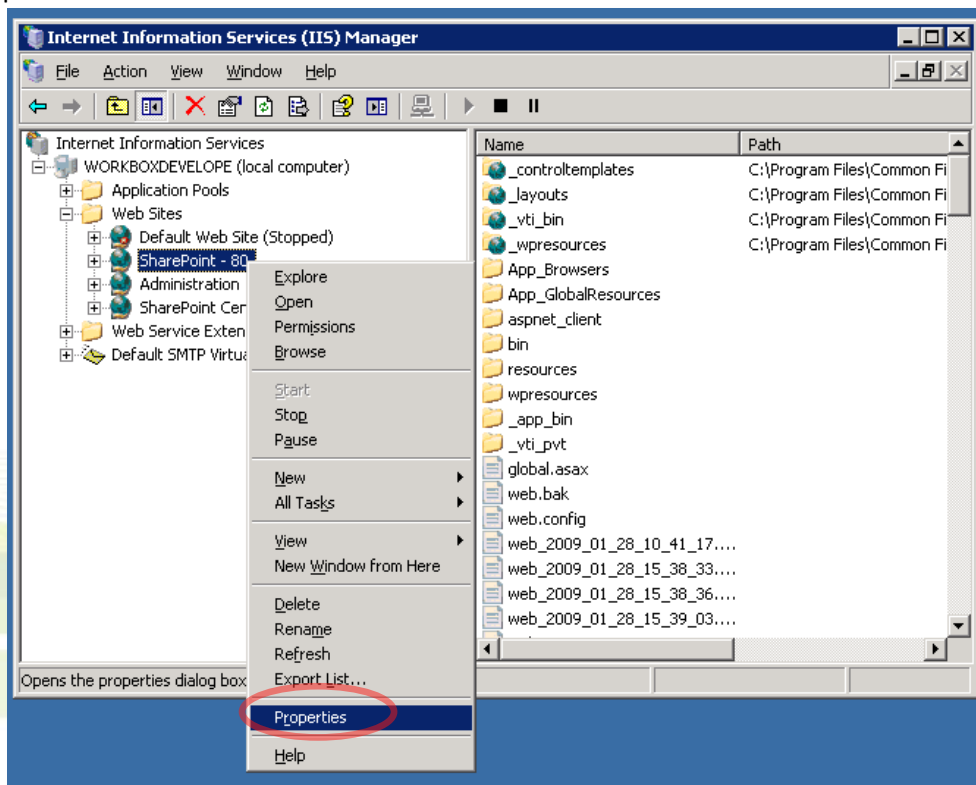 Internet Information Services (IIS) Manager
File Action View Window Help
Internet Information Services
WORKBOXDEVELOPE (local computer)
Application Pools
Web Sites
Default Web Site (Stopped)
SharePoint - 80
Administration
SharePoint Cen
Web Service Exten
Default SMTP Virtua
Explore
Open
Permissions
Browse
Start
Stop
Pause
New
All Tasks
View
New Window from Here
Delete
Rename
Refresh
Export List...
Properties
Help
Name Path
_controltemplates C:\Program Files\Common Fi
_layouts C:\Program Files\Common Fi
_vti_bin C:\Program Files\Common Fi
_wpresources C:\Program Files\Common Fi
App_Browsers
App_GlobalResources
aspnet_client
bin
resources
wpresources
_app_bin
_vti_pvt
global.asax
web.bak
web.config
web_2009_01_28_10_41_17....
web_2009_01_28_15_38_33....
web_2009_01_28_15_38_36....
web_2009_01_28_15_39_03....
Opens the properties dialog box